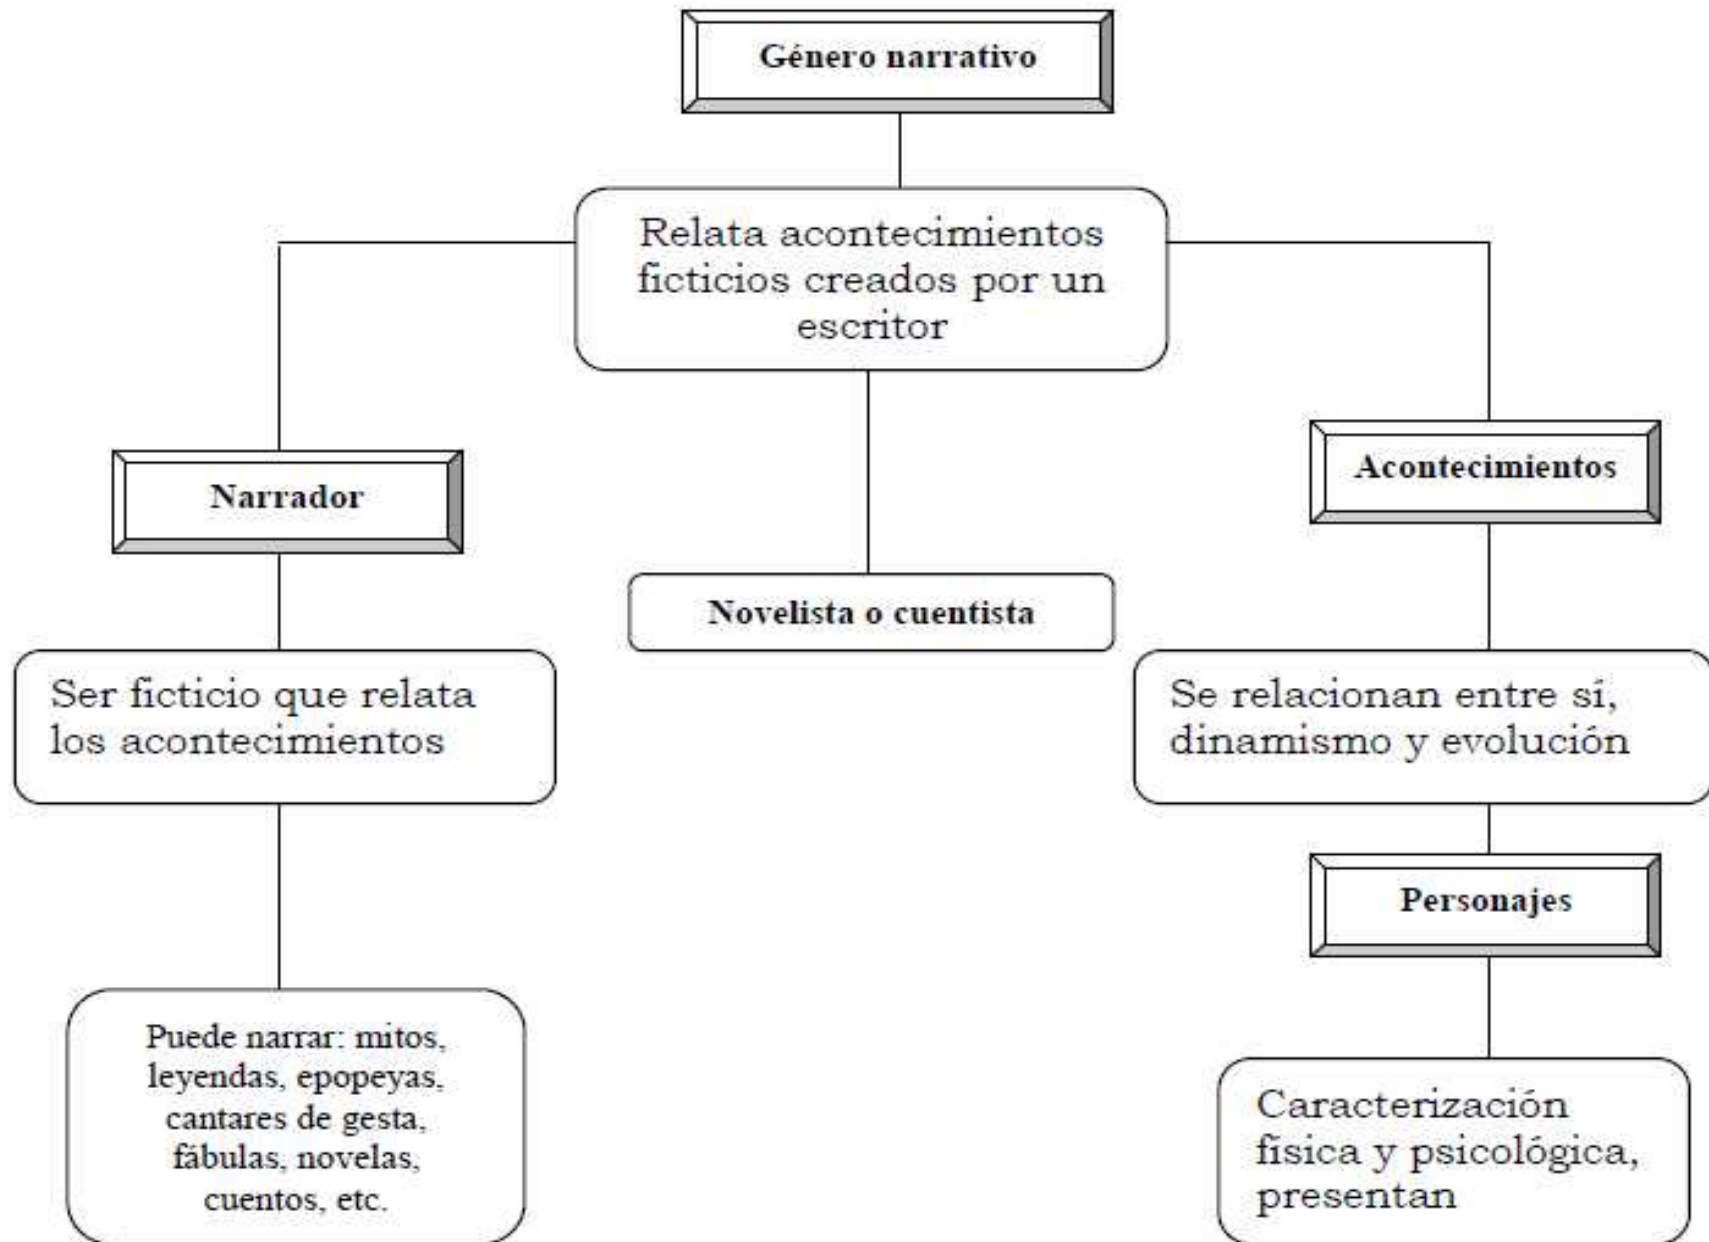 Género narrativo
Relata acontecimientos
ficticios creados por un
escritor
Narrador
Acontecimientos
Novelista o cuentista
Ser ficticio que relata
los acontecimientos
Se relacionan entre sí,
dinamismo y evolución
Personajes
Puede narrar: mitos,
leyendas, epopeyas,
cantares de gesta,
fábulas, novelas,
cuentos, etc.
Caracterización
física y psicológica,
presentan